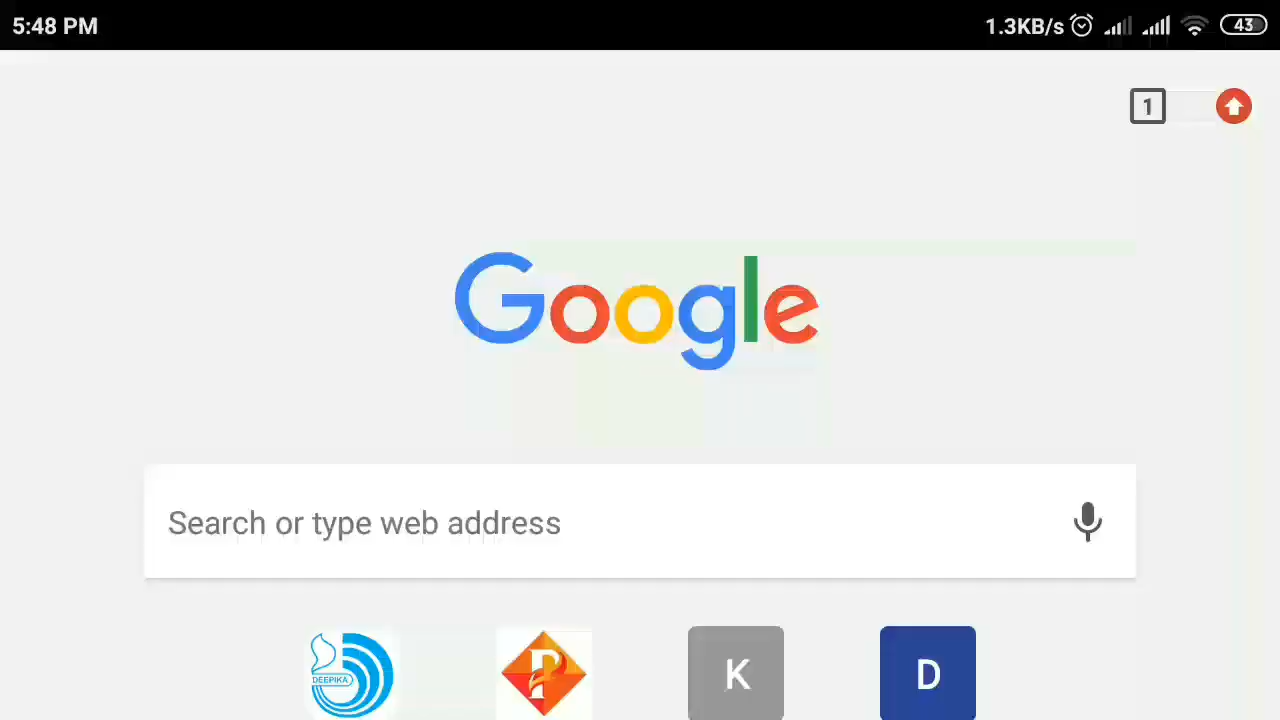 5:48 PM 1.3KB/s 43
1
Google
Search or type web address
DEEPIKA P K D